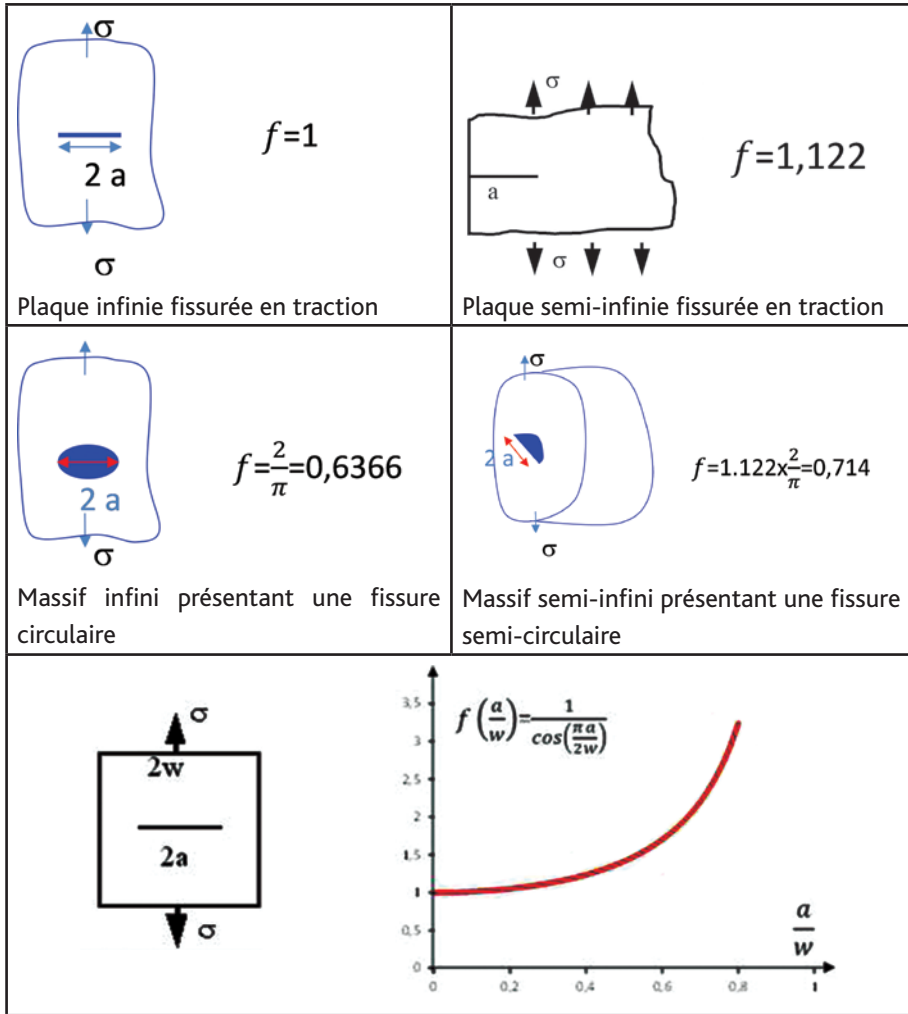 σ
2 a
σ
f=1
Plaque infinie fissurée en traction
σ
a
σ
f=1,122
Plaque semi-infinie fissurée en traction
2 a
σ
f=2/π=0,6366
Massif infini présentant une fissure
circulaire
σ
2 a
σ
f=1.122x2/π=0,714
Massif semi-infini présentant une fissure
semi-circulaire
σ
2w
2a
σ
f(a/w)=1/cos(πa/2w)
3,5
3
2,5
2
1,5
1
0,5
0
0 0,2 0,4 0,6 0,8 1
a/w